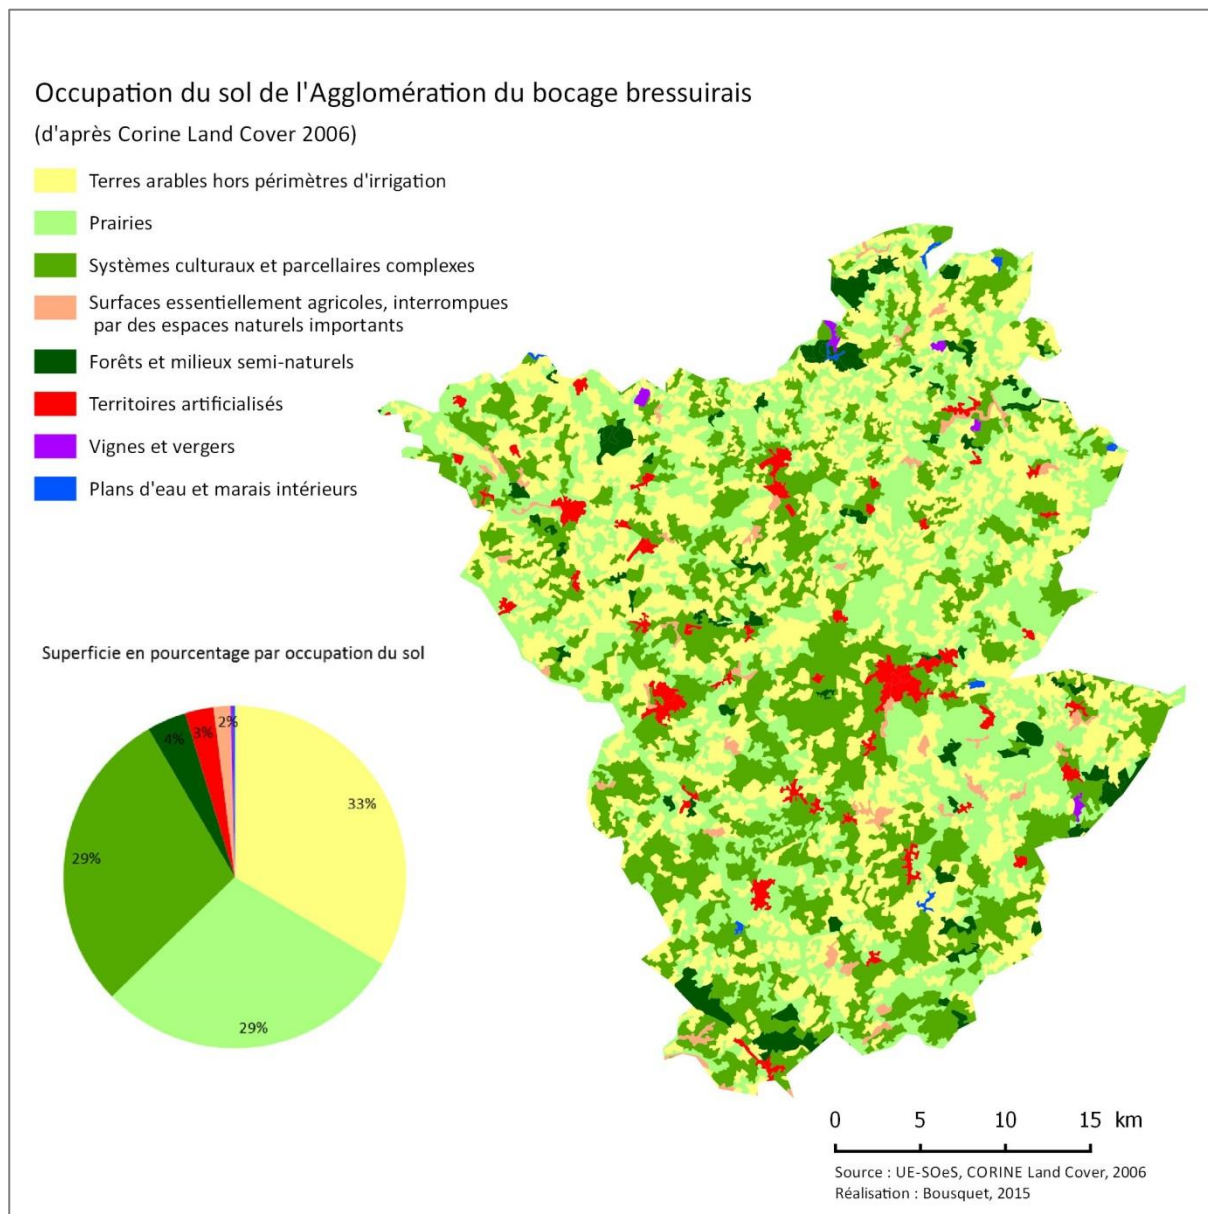 Occupation du sol de l'Agglomération du bocage bressuirais
(d'après Corine Land Cover 2006)
Terres arables hors périmètres d'irrigation
Prairies
Systèmes culturaux et parcellaires complexes
Surfaces essentiellement agricoles, interrompues
par des espaces naturels importants
Forêts et milieux semi-naturels
Territoires artificialisés
Vignes et vergers
Plans d'eau et marais intérieurs
Superficie en pourcentage par occupation du sol
4%
3%
2%
33%
29%
29%
0 5 10 15 km
Source : UE-SOeS, CORINE Land Cover, 2006
Réalisation : Bousquet, 2015